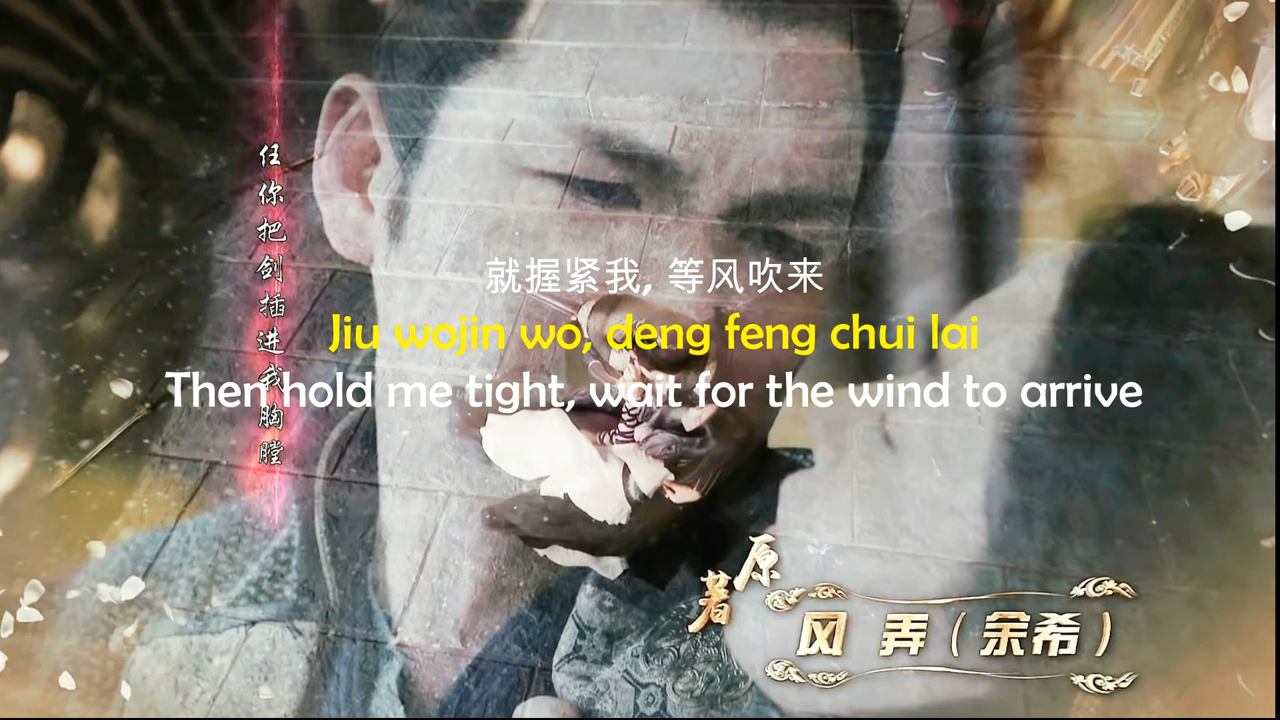 任你把剑插进我胸膛
就握紧我, 等风吹来
Jiu wojin wo, deng feng chui lai
Then hold me tight, wait for the wind to arrive
原著
风弄（余希）